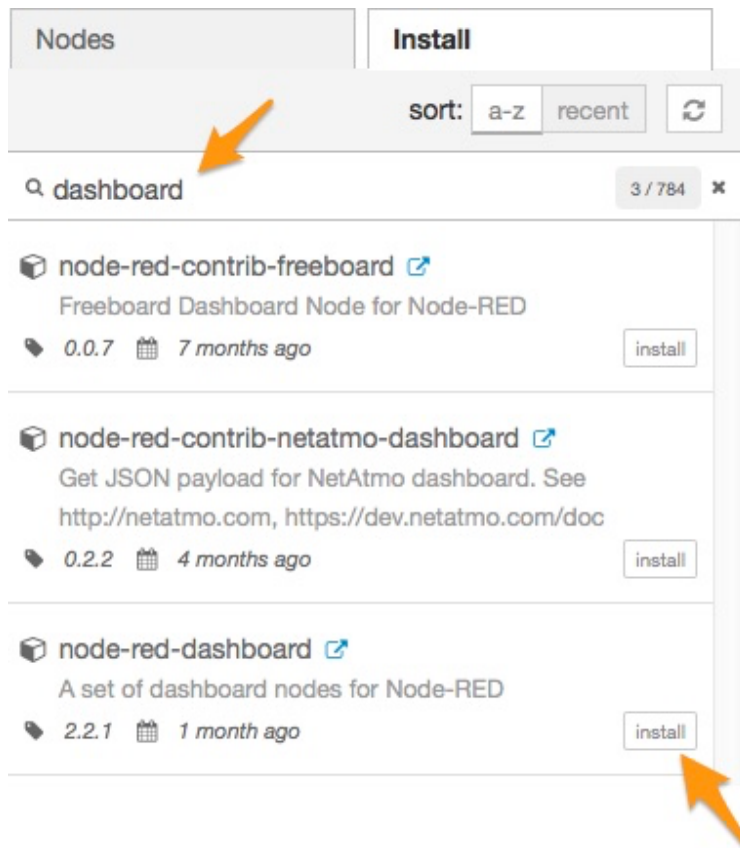 Nodes
Install
sort: a-z recent
dashboard
3 / 784
node-red-contrib-freeboard
Freeboard Dashboard Node for Node-RED
0.0.7 7 months ago
install
node-red-contrib-netatmo-dashboard
Get JSON payload for NetAtmo dashboard. See
http://netatmo.com, https://dev.netatmo.com/doc
0.2.2 4 months ago
install
node-red-dashboard
A set of dashboard nodes for Node-RED
2.2.1 1 month ago
install